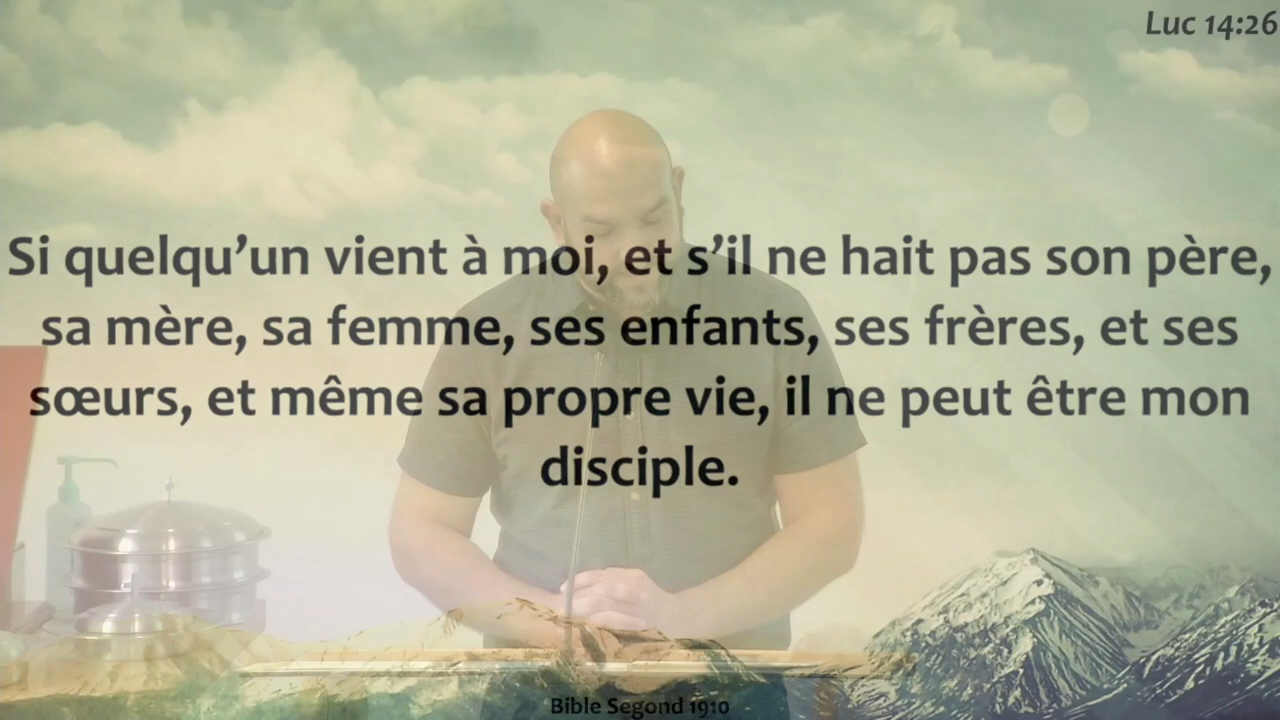 Luc 14:26
Si quelqu’un vient à moi, et s’il ne hait pas son père,
sa mère, sa femme, ses enfants, ses frères, et ses
sœurs, et même sa propre vie, il ne peut être mon
disciple.
Bible Segond 1910